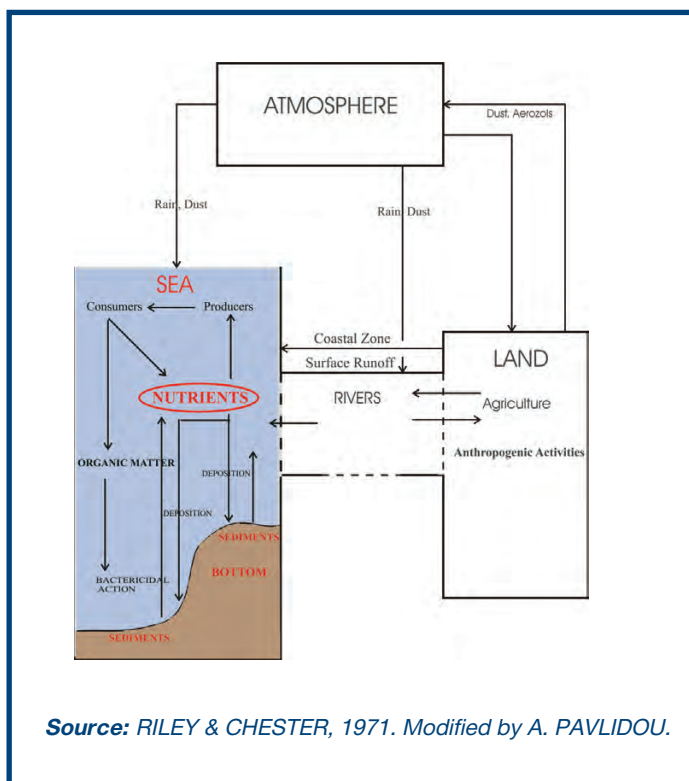 ATMOSPHERE
Dust, Aerozols
Rain, Dust
Rain, Dust
SEA
Consumers
Producers
Coastal Zone
Surface Runoff
LAND
NUTRIENTS
RIVERS
Agriculture
Anthropogenic Activities
ORGANIC MATTER
DEPOSITION
DEPOSITION
SEDIMENTS
BOTTOM
BACTERICIDAL
ACTION
SEDIMENTS
Source: RILEY & CHESTER, 1971. Modified by A. PAVLIDOU.